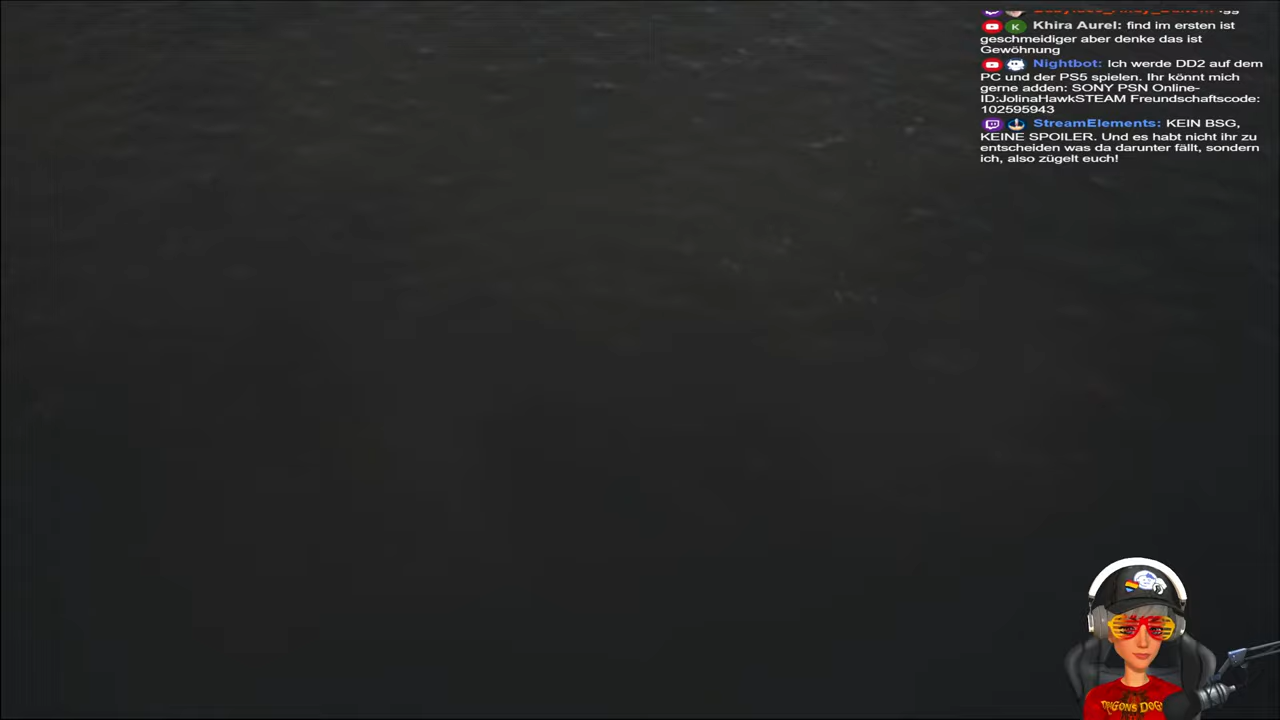 Khira Aurel: find im ersten ist
geschmeidiger aber denke das ist
Gewöhnung
Nightbot: Ich werde DD2 auf dem
PC und der PS5 spielen. Ihr könnt mich
gerne adden: SONY PSN Online-
ID:JolinaHawkSTEAM Freundschaftscode:
102595943
StreamElements: KEIN BSG,
KEINE SPOILER. Und es habt nicht ihr zu
entscheiden was da darunter fällt, sondern
ich, also zügelt euch!